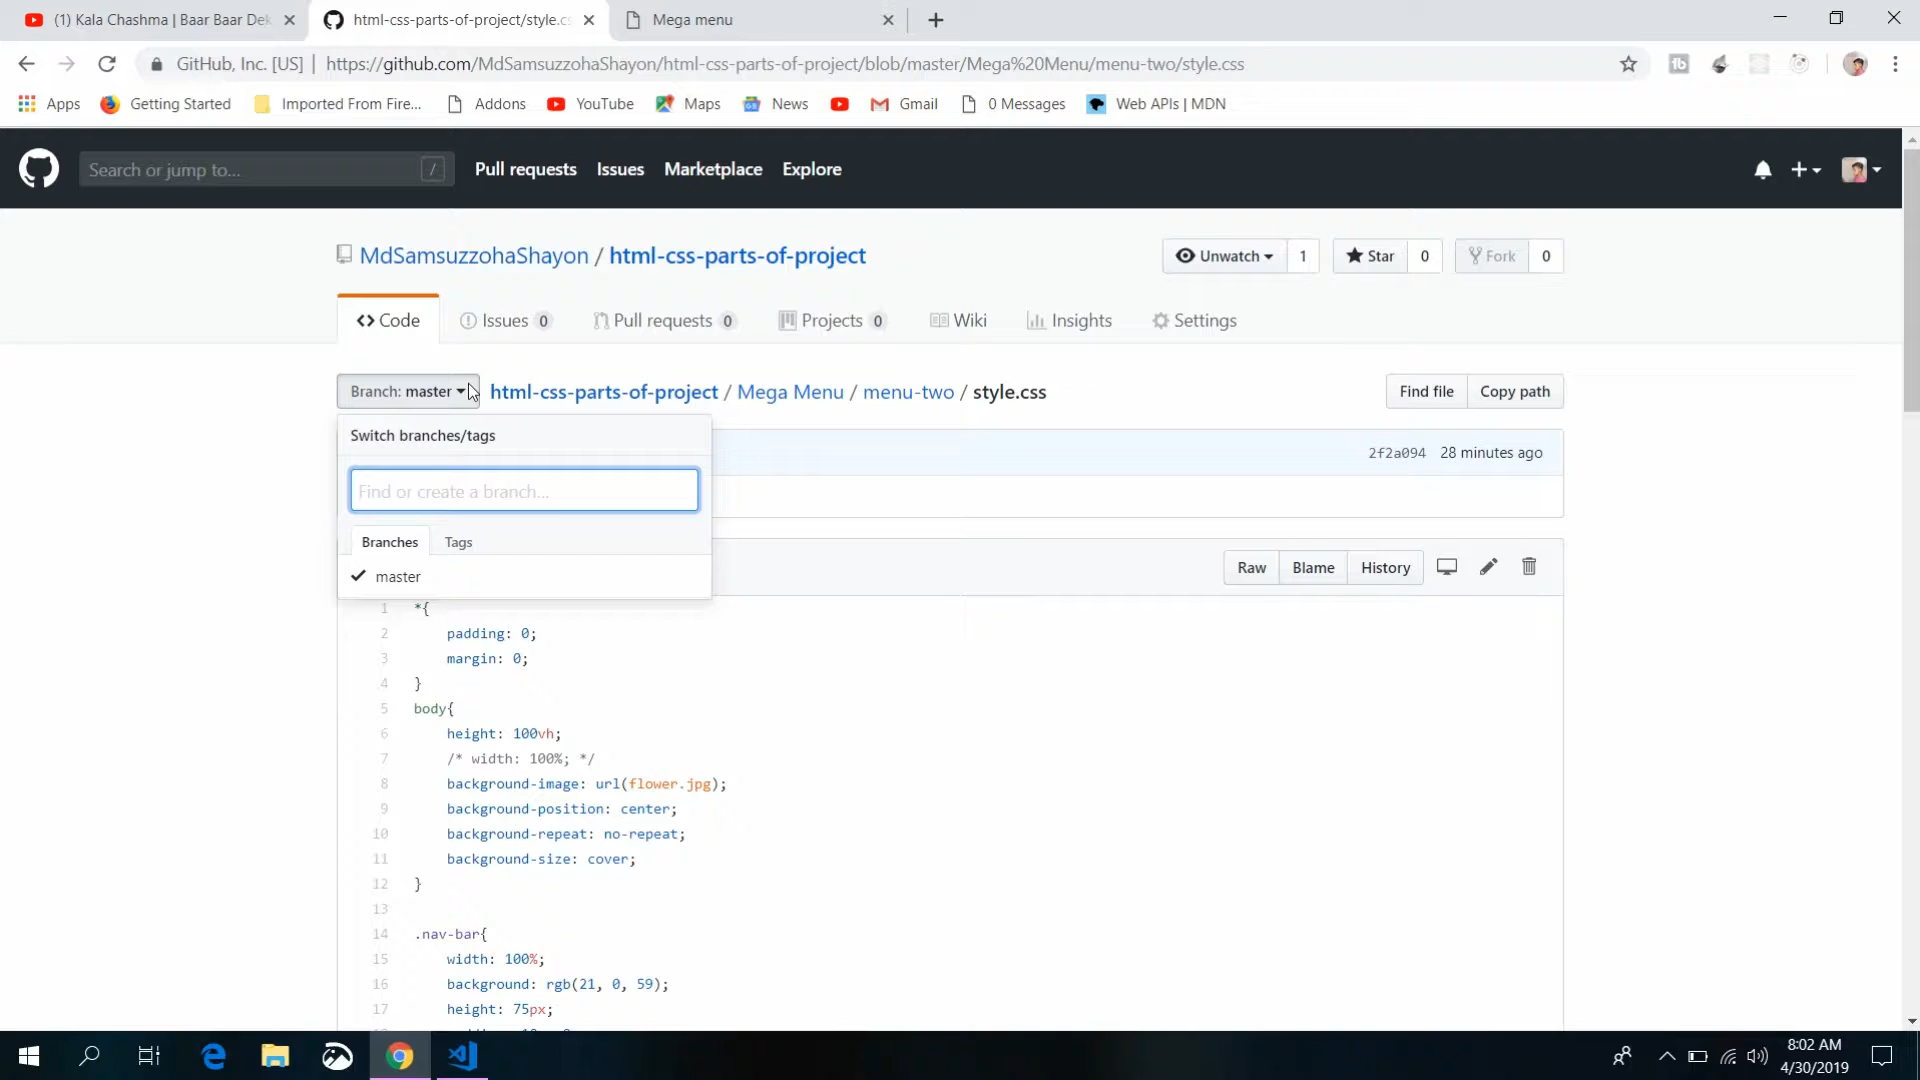 (1) Kala Chashma | Baar Baar Dek
html-css-parts-of-project/style.cs
Mega menu
GitHub, Inc. [US] | https://github.com/MdSamsuzzohaShayon/html-css-parts-of-project/blob/master/Mega%20Menu/menu-two/style.css
Apps
Getting Started
Imported From Fire...
Addons
YouTube
Maps
News
Gmail
0 Messages
Web APIs | MDN
Search or jump to... /
Pull requests
Issues
Marketplace
Explore
MdSamsuzzohaShayon / html-css-parts-of-project
Unwatch 1
Star 0
Fork 0
Code
Issues 0
Pull requests 0
Projects 0
Wiki
Insights
Settings
Branch: master
html-css-parts-of-project / Mega Menu / menu-two / style.css
Find file
Copy path
Switch branches/tags
2f2a094 28 minutes ago
Find or create a branch...
Branches
Tags
master
Raw
Blame
History
1 *{
2 padding: 0;
3 margin: 0;
4 }
5 body{
6 height: 100vh;
7 /* width: 100%; */
8 background-image: url(flower.jpg);
9 background-position: center;
10 background-repeat: no-repeat;
11 background-size: cover;
12 }
13
14 .nav-bar{
15 width: 100%;
16 background: rgb(21, 0, 59);
17 height: 75px;
8:02 AM
4/30/2019